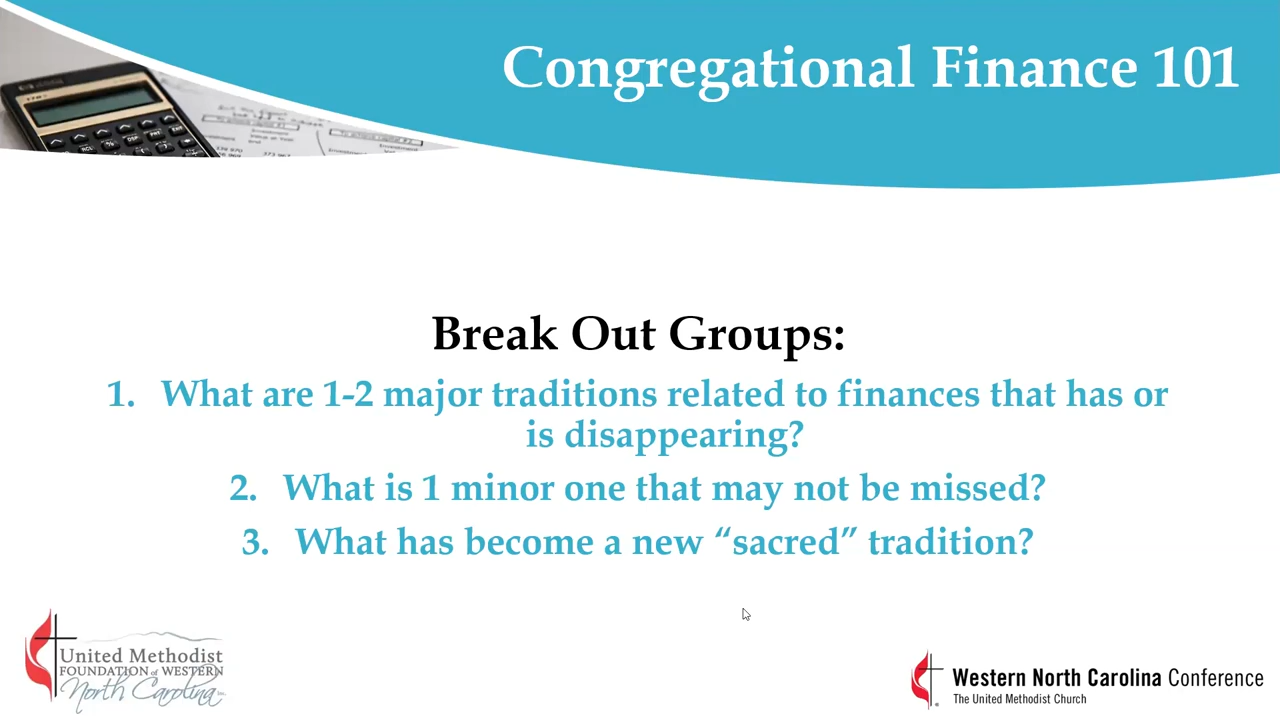 Congregational Finance 101
Break Out Groups:
1. What are 1-2 major traditions related to finances that has or
is disappearing?
2. What is 1 minor one that may not be missed?
3. What has become a new “sacred” tradition?
United Methodist
FOUNDATION of WESTERN
North Carolina
Western North Carolina Conference
The United Methodist Church